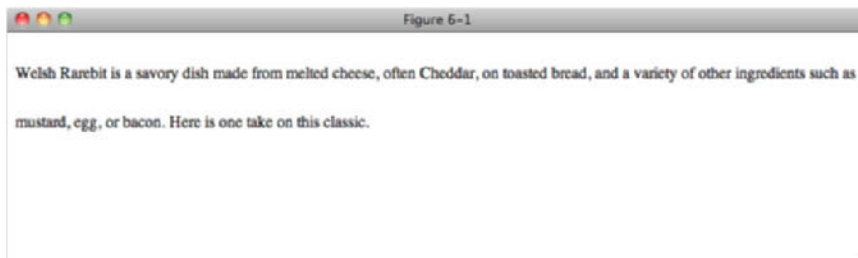 Figure 6-1
Welsh Rarebit is a savory dish made from melted cheese, often Cheddar, on toasted bread, and a variety of other ingredients such as
mustard, egg, or bacon. Here is one take on this classic.